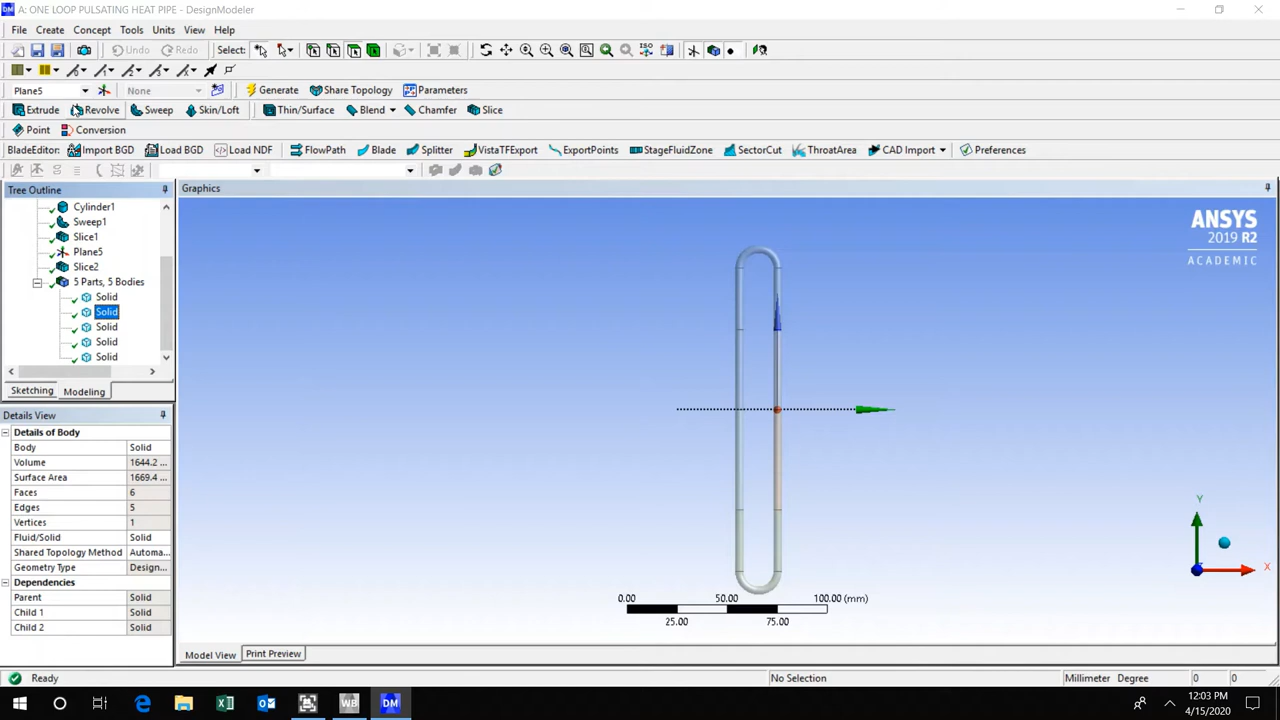 A: ONE LOOP PULSATING HEAT PIPE - DesignModeler
File Create Concept Tools Units View Help
Undo Redo Select:
Plane5 None Generate Share Topology Parameters
Extrude Revolve Sweep Skin/Loft Thin/Surface Blend Chamfer Slice
Point Conversion
BladeEditor: Import BGD Load BGD Load NDF FlowPath Blade Splitter VistaTFExport ExportPoints StageFluidZone SectorCut ThroatArea CAD Import Preferences
Tree Outline
Cylinder1
Sweep1
Slice1
Plane5
Slice2
5 Parts, 5 Bodies
Solid
Solid
Solid
Solid
Solid
Sketching Modeling
Details View
Details of Body
Body Solid
Volume 1644.2 ...
Surface Area 1669.4 ...
Faces 6
Edges 5
Vertices 1
Fluid/Solid Solid
Shared Topology Method Automa...
Geometry Type Design...
Dependencies
Parent Solid
Child 1 Solid
Child 2 Solid
Graphics
ANSYS
2019 R2
ACADEMIC
Y
X
0.00 50.00 100.00 (mm)
25.00 75.00
Model View Print Preview
Ready No Selection Millimeter Degree 0 0
12:03 PM
4/15/2020